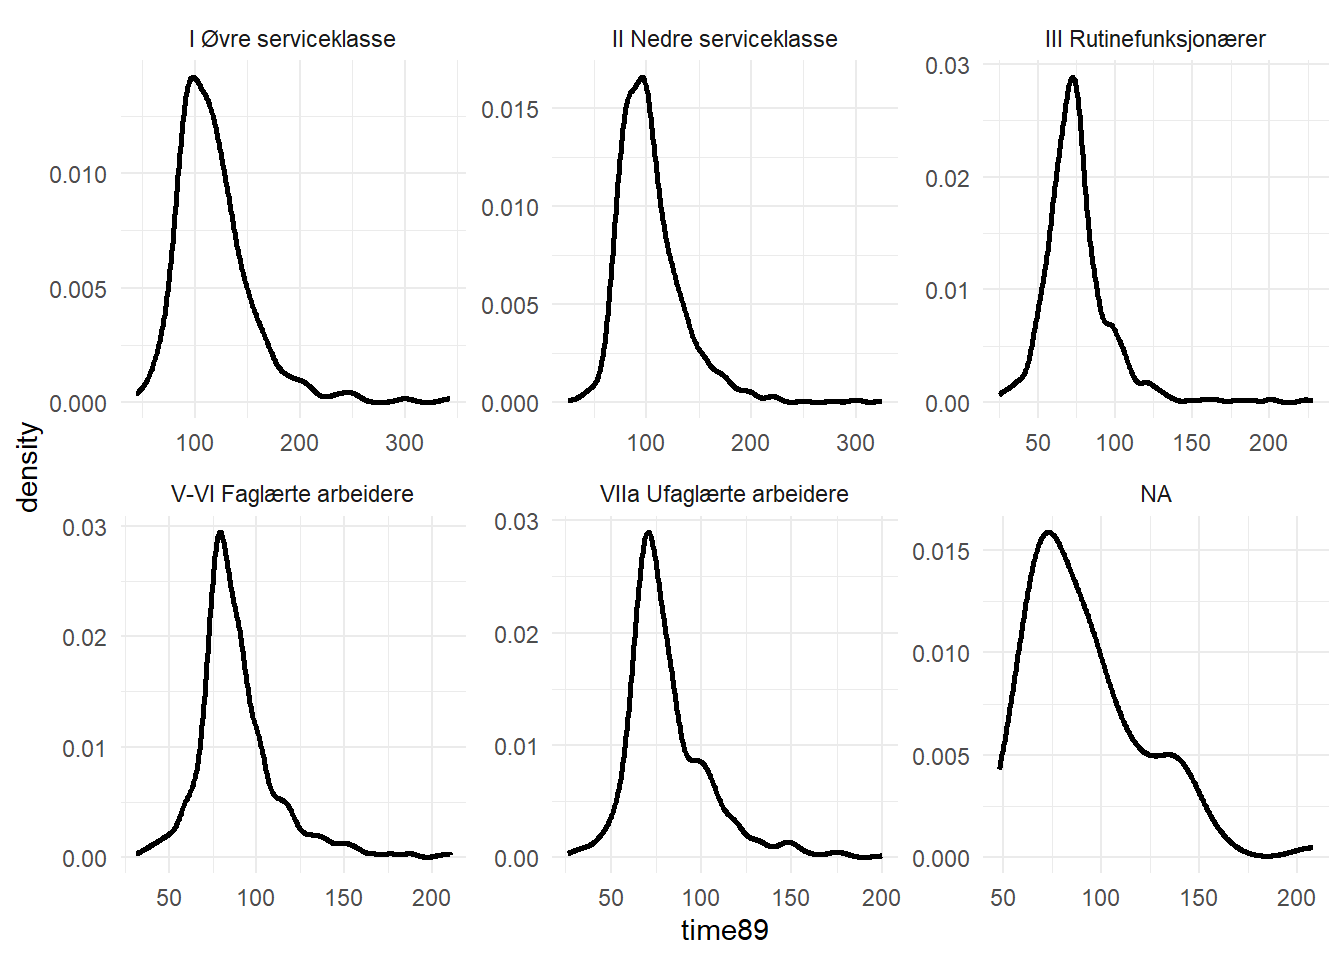 I Øvre serviceklasse
II Nedre serviceklasse
III Rutinefunksjonærer
0.010
0.005
0.000
100 200 300
0.015
0.010
0.005
0.000
100 200 300
0.03
0.02
0.01
0.00
50 100 150 200
density
V-VI Faglærte arbeidere
VIIa Ufaglærte arbeidere
NA
0.03
0.02
0.01
0.00
50 100 150 200
0.03
0.02
0.01
0.00
50 100 150 200
0.015
0.010
0.005
0.000
50 100 150 200
time89